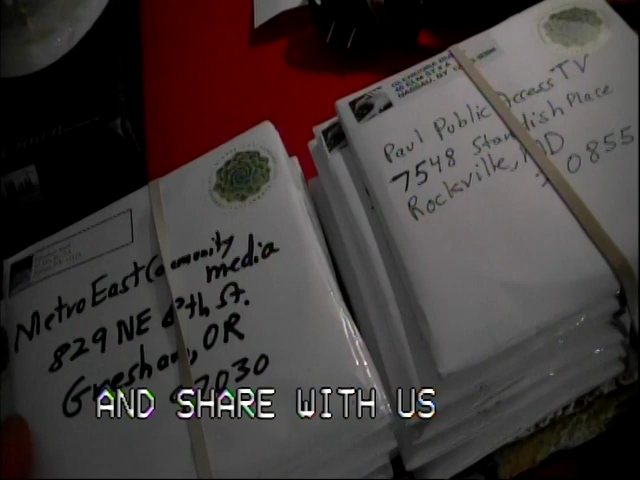 Metro East Community
media
829 NE 8th St.
Gresham, OR
97030
Paul Public Access TV
7548 Standish Place
Rockville, MD
20855
AND SHARE WITH US